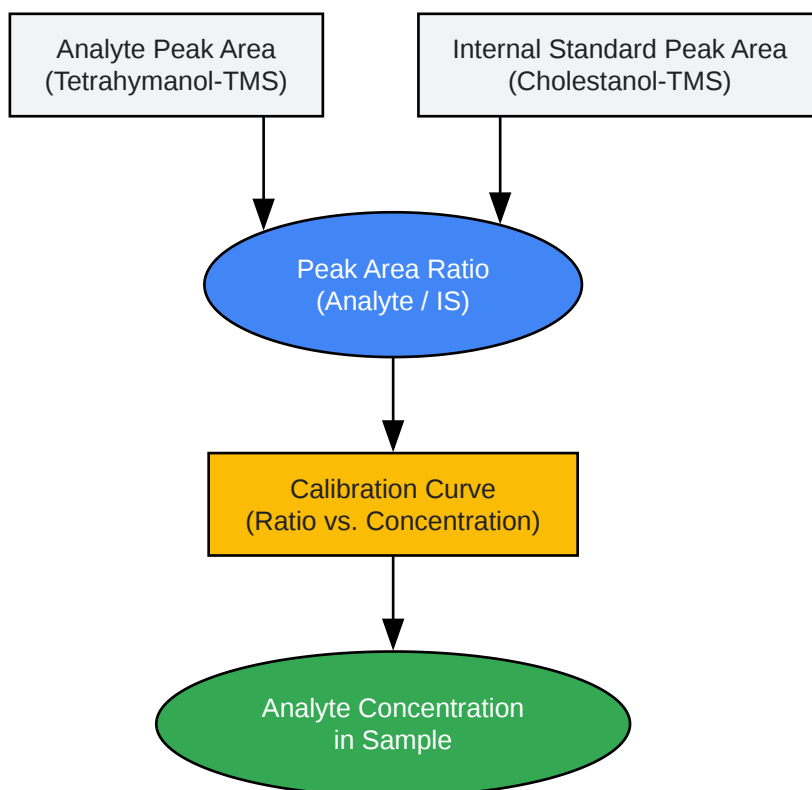 Analyte Peak Area
(Tetrahymanol-TMS)
Internal Standard Peak Area
(Cholestanol-TMS)
Peak Area Ratio
(Analyte / IS)
Calibration Curve
(Ratio vs. Concentration)
Analyte Concentration
in Sample